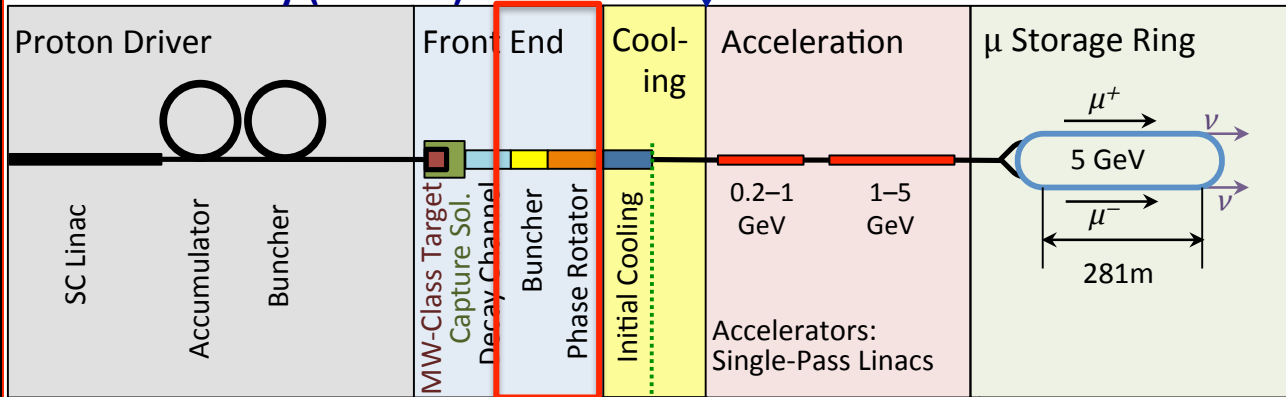 Proton Driver
Front End
Cool-
ing
Acceleration
μ Storage Ring
SC Linac
Accumulator
Buncher
MW-Class Target
Capture Sol.
Decay Channel
Buncher
Phase Rotator
Initial Cooling
0.2–1
GeV
1–5
GeV
Accelerators:
Single-Pass Linacs
μ+
ν
5 GeV
ν
μ−
281m